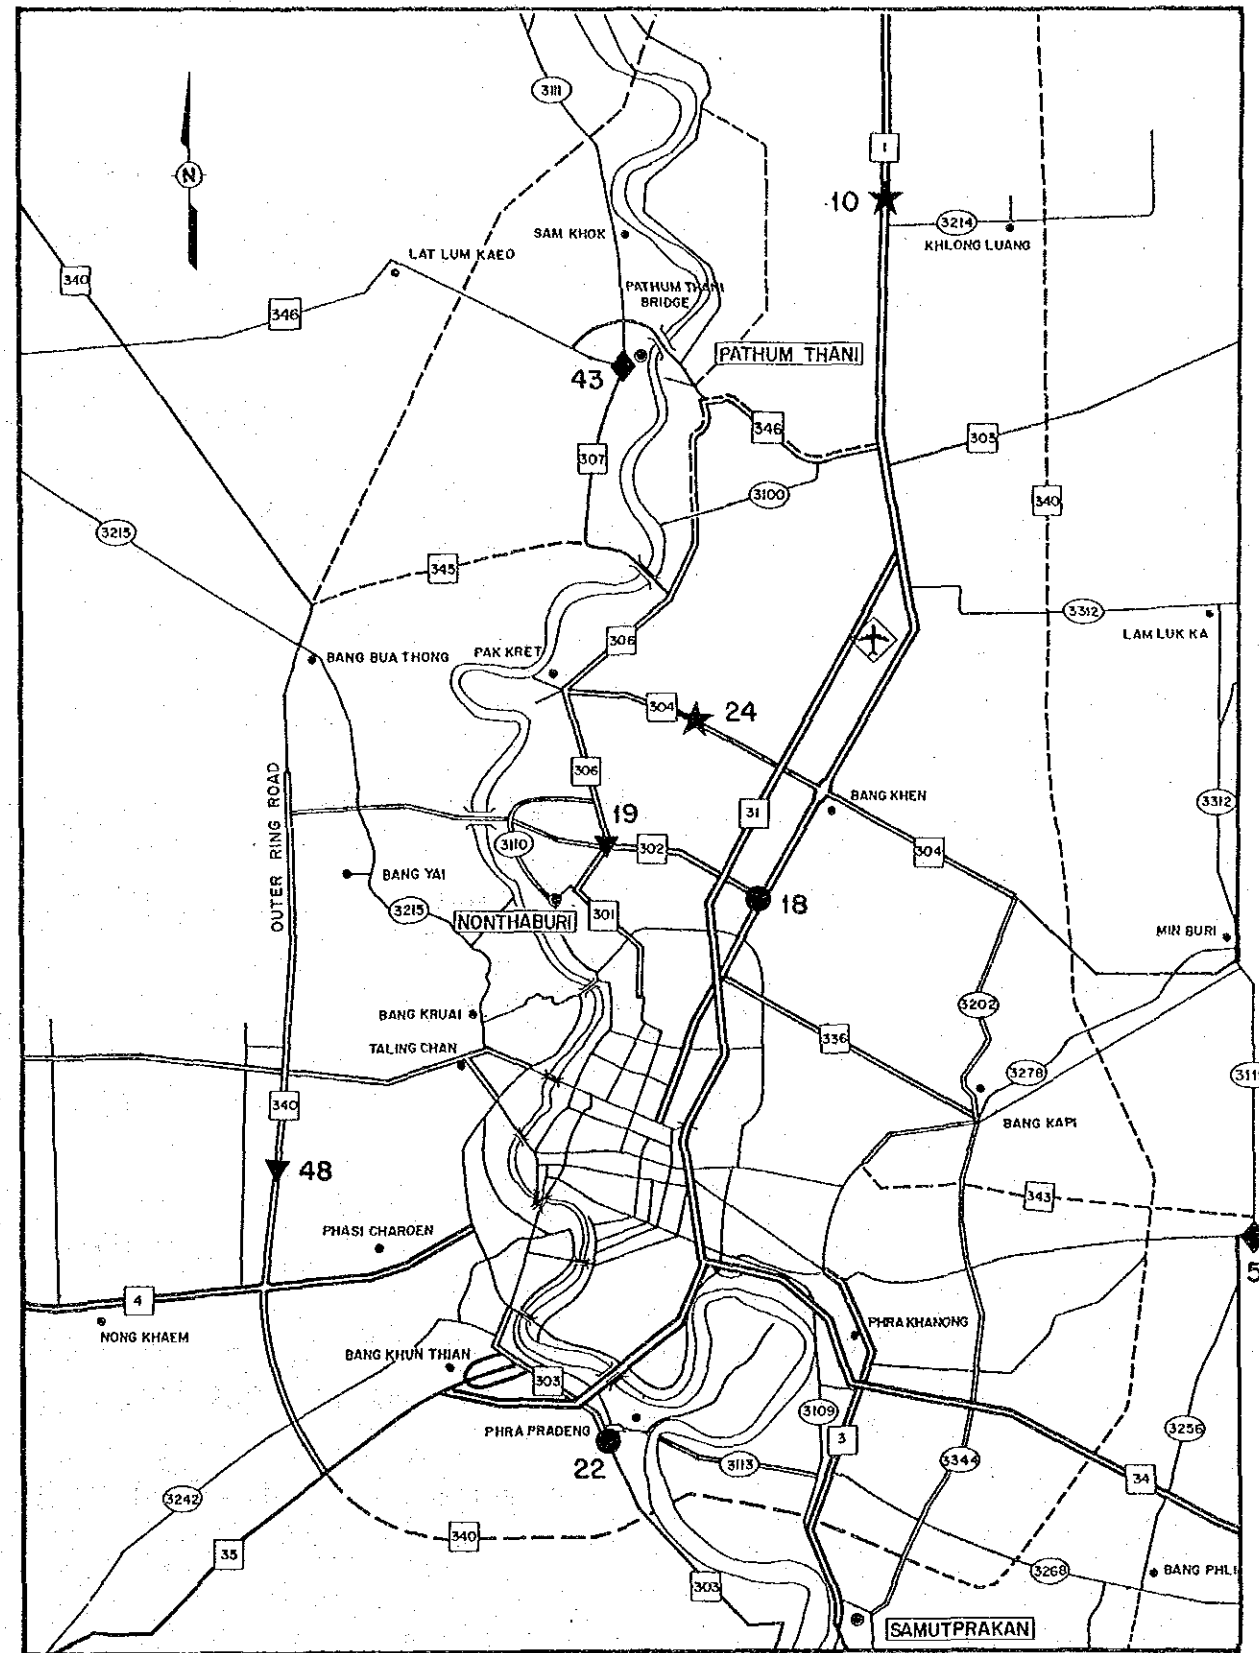 3111
1
N
10
3214
KHLONG LUANG
SAM KHOK
LAT LUM KAEO
340
346
PATHUM THANI
BRIDGE
PATHUM THANI
43
346
305
307
3100
340
3215
345
3312
LAM LUK KA
306
PAK KRET
BANG BUA THONG
304
24
306
OUTER RING ROAD
31
BANG KHEN
3312
19
3110
302
304
BANG YAI
3215
NONTHABURI
301
18
MIN BURI
3202
BANG KRUAI
336
TALING CHAN
3278
311
340
BANG KAPI
48
343
PHASI CHAROEN
5
4
NONG KHAEM
PHRA KHANONG
BANG KHUN THIAN
303
3109
PHRA PRADENG
3
3256
22
3113
3344
34
3242
340
35
3268
BANG PHLI
303
SAMUTPRAKAN